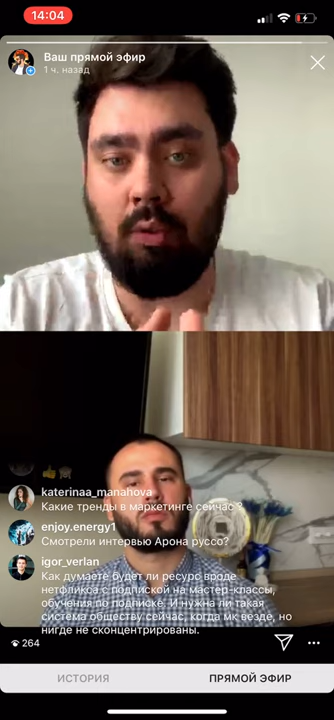 14:04
Ваш прямой эфир
1 ч. назад
katerinaa_manahova
Какие тренды в маркетинге сейчас ?
enjoy.energy1
Смотрели интервью Арона руссо?
igor_verlan
Как думаете будет ли ресурс вроде
нетфликса с подпиской на мастер-классы,
обучения по подписке. И нужна ли такая
система обществу сейчас, когда мк везде, но
нигде не сконцентрированы.
264
ИСТОРИЯ
ПРЯМОЙ ЭФИР